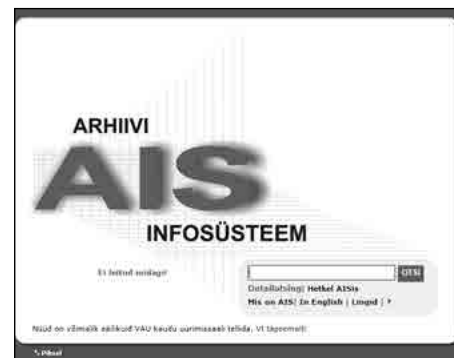 ARHIIVI
AIS
INFOSÜSTEEM
Ei leitud midagi!
OTSI
Detailotsing| Hetkel AISis
Mis on AIS| In English | Lingid | ?
Nüüd on võimalik säilikuid VAU kaudu uurimissaali tellida. Vt täpsemalt: